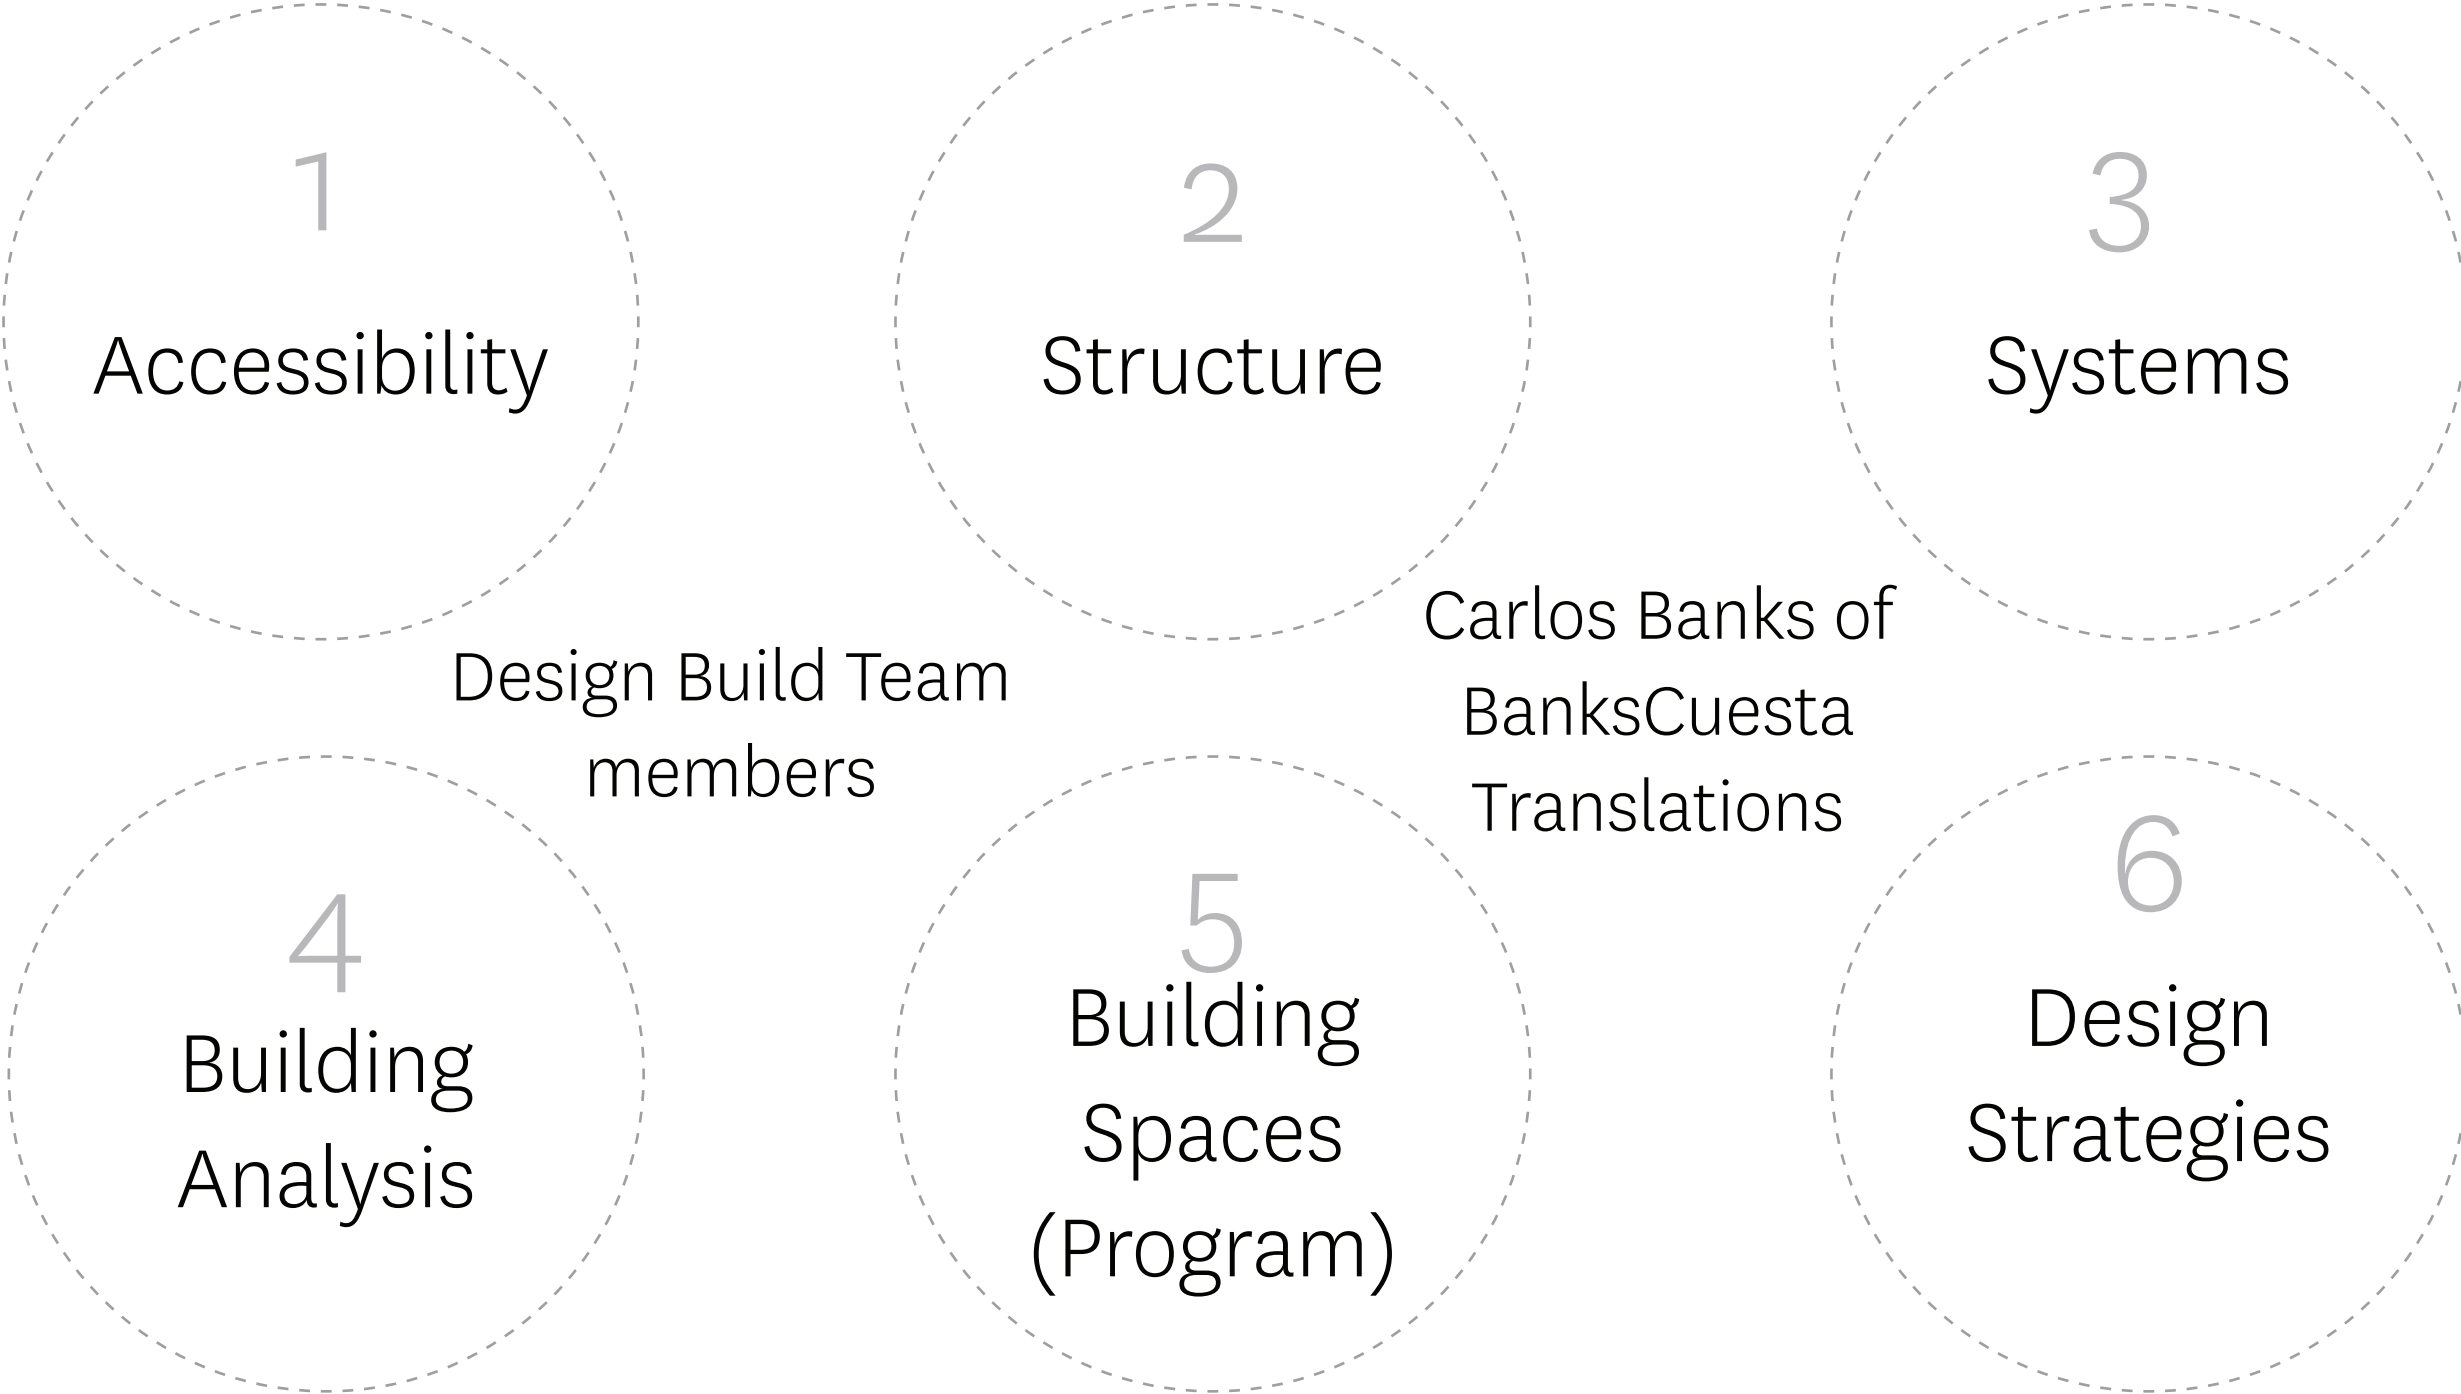 1
Accessibility
2
Structure
3
Systems
Design Build Team
members
Carlos Banks of
BanksCuesta
Translations
4
Building
Analysis
5
Building
Spaces
(Program)
6
Design
Strategies